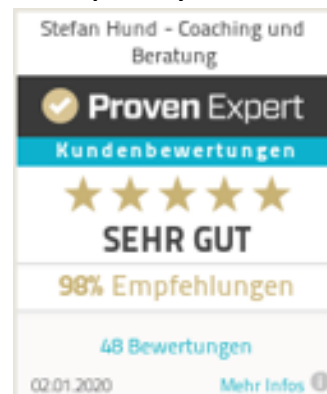 Stefan Hund - Coaching und
Beratung
Proven Expert
Kundenbewertungen
SEHR GUT
98% Empfehlungen
48 Bewertungen
02.01.2020 Mehr Infos